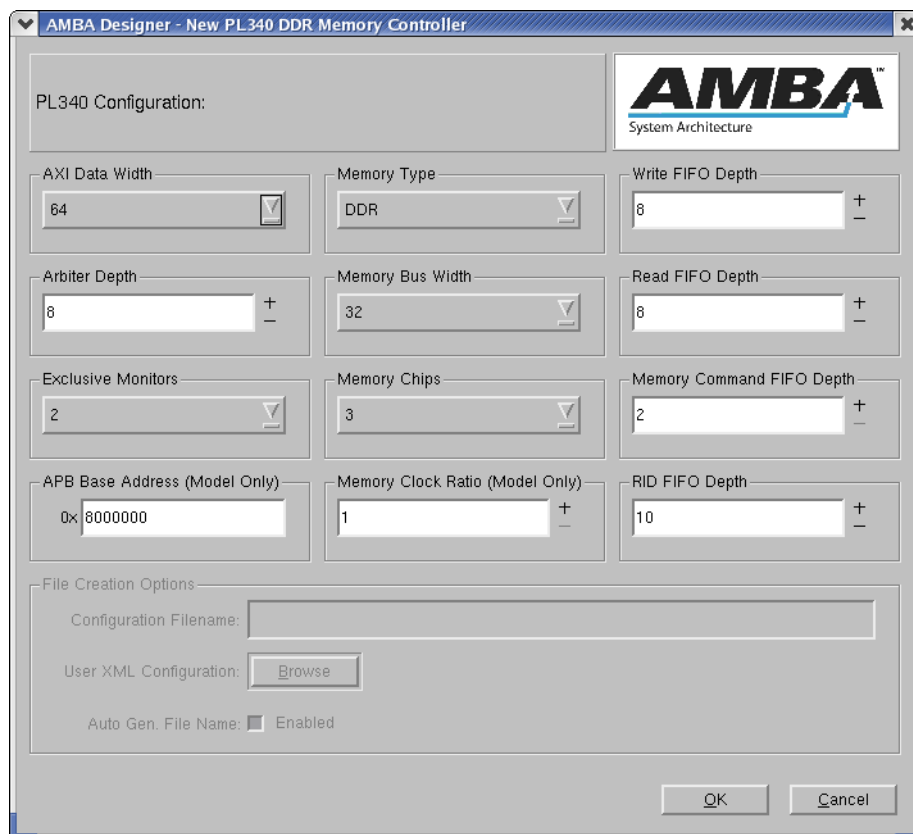 AMBA Designer - New PL340 DDR Memory Controller
PL340 Configuration:
AMBA™
System Architecture
AXI Data Width
64
Memory Type
DDR
Write FIFO Depth
8
+
–
Arbiter Depth
8
+
–
Memory Bus Width
32
Read FIFO Depth
8
+
–
Exclusive Monitors
2
Memory Chips
3
Memory Command FIFO Depth
2
+
–
APB Base Address (Model Only)
0x 8000000
Memory Clock Ratio (Model Only)
1
+
–
RID FIFO Depth
10
+
–
File Creation Options
Configuration Filename:
User XML Configuration: Browse
Auto Gen. File Name: Enabled
OK Cancel